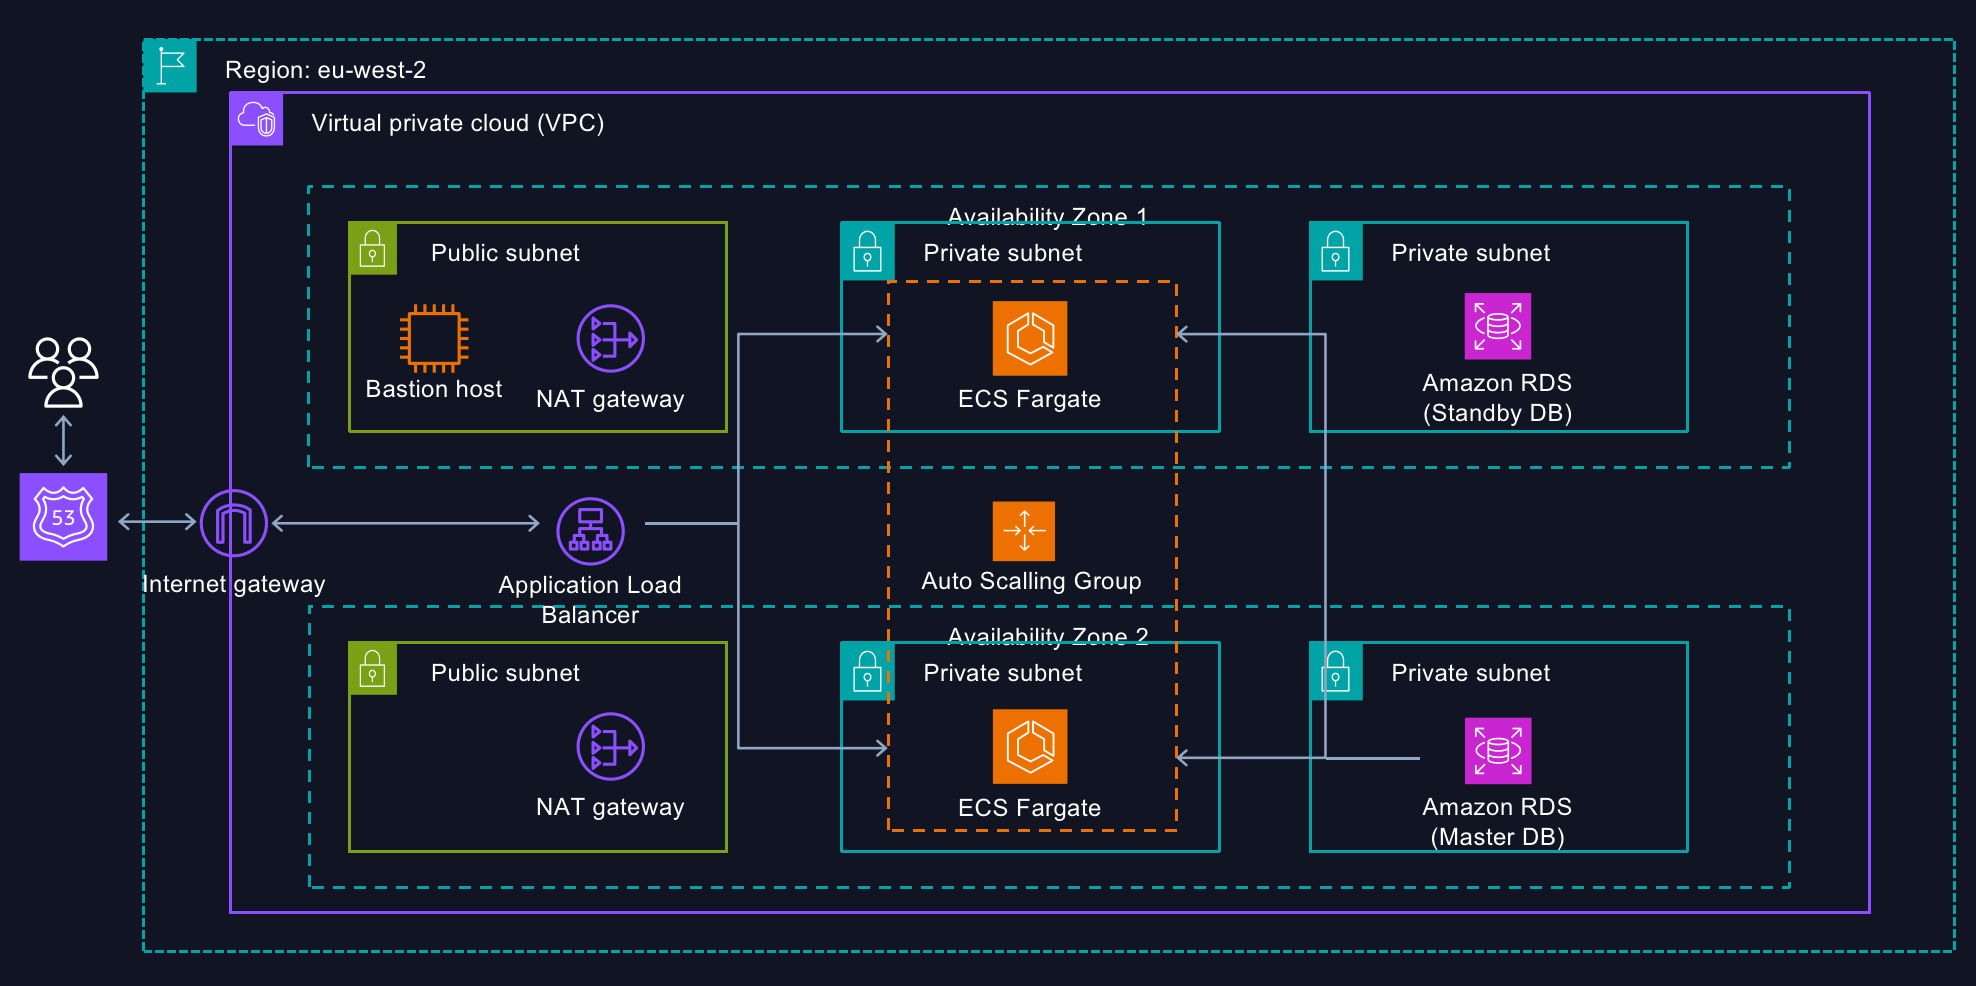 Region: eu-west-2
Virtual private cloud (VPC)
Availability Zone 1
Public subnet
Private subnet
Private subnet
Bastion host
NAT gateway
ECS Fargate
Amazon RDS
(Standby DB)
53
Internet gateway
Application Load
Balancer
Auto Scalling Group
Availability Zone 2
Public subnet
Private subnet
Private subnet
NAT gateway
ECS Fargate
Amazon RDS
(Master DB)